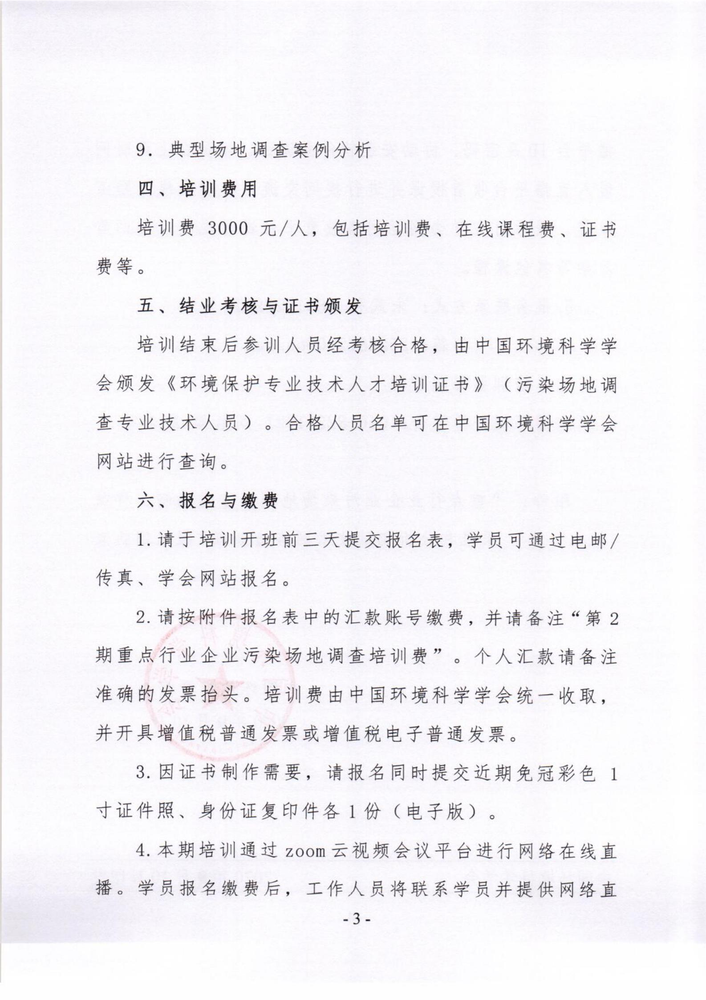 9. 典型场地调查案例分析
四、培训费用
培训费 3000 元/人，包括培训费、在线课程费、证书
费等。
五、结业考核与证书颁发
培训结束后参训人员经考核合格，由中国环境科学学
会颁发《环境保护专业技术人才培训证书》（污染场地调
查专业技术人员）。合格人员名单可在中国环境科学学会
网站进行查询。
六、报名与缴费
1.请于培训开班前三天提交报名表，学员可通过电邮/
传真、学会网站报名。
2.请按附件报名表中的汇款账号缴费，并请备注“第 2
期重点行业企业污染场地调查培训费”。个人汇款请备注
准确的发票抬头。培训费由中国环境科学学会统一收取，
并开具增值税普通发票或增值税电子普通发票。
3.因证书制作需要，请报名同时提交近期免冠彩色 1
寸证件照、身份证复印件各 1 份（电子版）。
4.本期培训通过 zoom 云视频会议平台进行网络在线直
播。学员报名缴费后，工作人员将联系学员并提供网络直
- 3 -